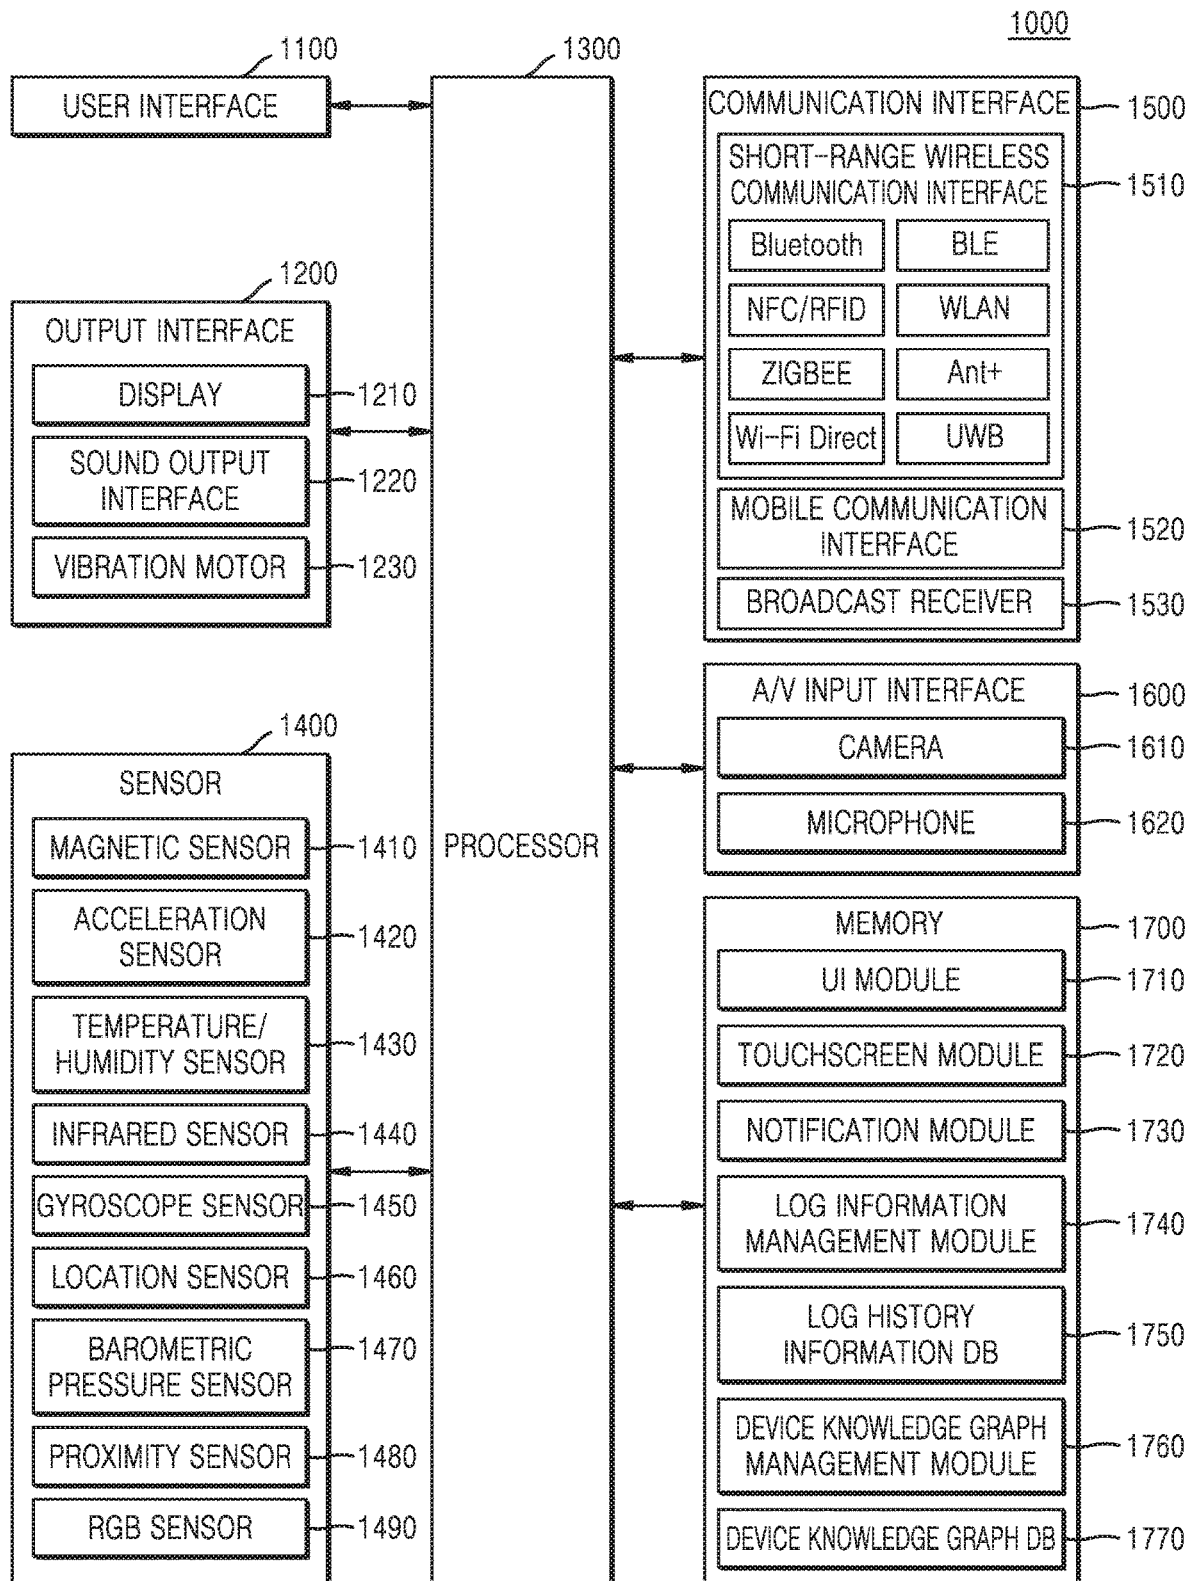 1000
1100
USER INTERFACE
1200
OUTPUT INTERFACE
DISPLAY
1210
SOUND OUTPUT
INTERFACE
1220
VIBRATION MOTOR
1230
1400
SENSOR
MAGNETIC SENSOR
1410
ACCELERATION
SENSOR
1420
TEMPERATURE/
HUMIDITY SENSOR
1430
INFRARED SENSOR
1440
GYROSCOPE SENSOR
1450
LOCATION SENSOR
1460
BAROMETRIC
PRESSURE SENSOR
1470
PROXIMITY SENSOR
1480
RGB SENSOR
1490
1300
PROCESSOR
COMMUNICATION INTERFACE
1500
SHORT-RANGE WIRELESS
COMMUNICATION INTERFACE
1510
Bluetooth
BLE
NFC/RFID
WLAN
ZIGBEE
Ant+
Wi-Fi Direct
UWB
MOBILE COMMUNICATION
INTERFACE
1520
BROADCAST RECEIVER
1530
A/V INPUT INTERFACE
1600
CAMERA
1610
MICROPHONE
1620
MEMORY
1700
UI MODULE
1710
TOUCHSCREEN MODULE
1720
NOTIFICATION MODULE
1730
LOG INFORMATION
MANAGEMENT MODULE
1740
LOG HISTORY
INFORMATION DB
1750
DEVICE KNOWLEDGE GRAPH
MANAGEMENT MODULE
1760
DEVICE KNOWLEDGE GRAPH DB
1770